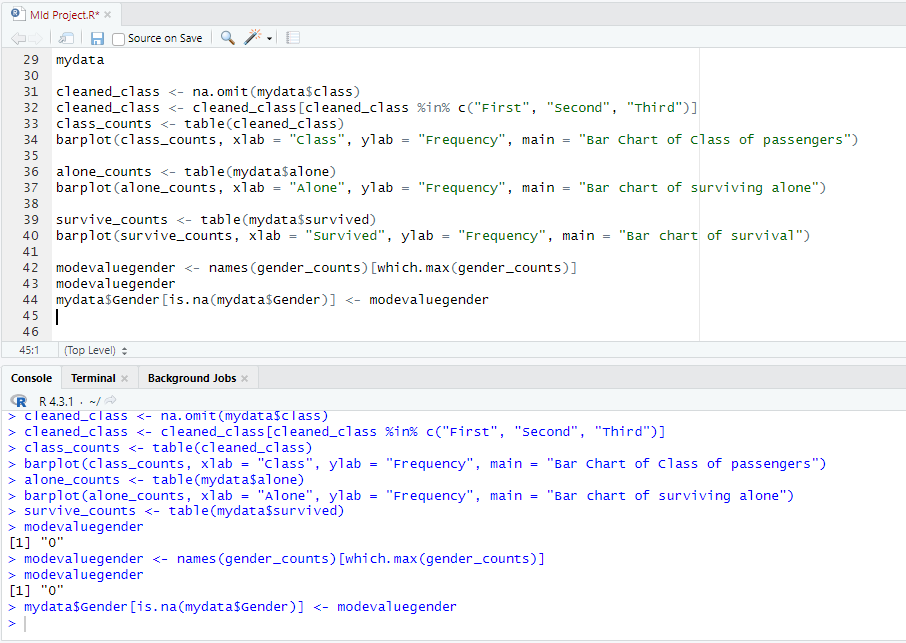 MId Project.R*
Source on Save
29 mydata
30
31 cleaned_class <- na.omit(mydata$class)
32 cleaned_class <- cleaned_class[cleaned_class %in% c("First", "Second", "Third")]
33 class_counts <- table(cleaned_class)
34 barplot(class_counts, xlab = "Class", ylab = "Frequency", main = "Bar Chart of Class of passengers")
35
36 alone_counts <- table(mydata$alone)
37 barplot(alone_counts, xlab = "Alone", ylab = "Frequency", main = "Bar chart of surviving alone")
38
39 survive_counts <- table(mydata$survived)
40 barplot(survive_counts, xlab = "Survived", ylab = "Frequency", main = "Bar chart of survival")
41
42 modevaluegender <- names(gender_counts)[which.max(gender_counts)]
43 modevaluegender
44 mydata$Gender[is.na(mydata$Gender)] <- modevaluegender
45
46
45:1 (Top Level)
Console Terminal Background Jobs
R R 4.3.1 · ~/
> cleaned_class <- na.omit(mydata$class)
> cleaned_class <- cleaned_class[cleaned_class %in% c("First", "Second", "Third")]
> class_counts <- table(cleaned_class)
> barplot(class_counts, xlab = "Class", ylab = "Frequency", main = "Bar Chart of Class of passengers")
> alone_counts <- table(mydata$alone)
> barplot(alone_counts, xlab = "Alone", ylab = "Frequency", main = "Bar chart of surviving alone")
> survive_counts <- table(mydata$survived)
> modevaluegender
[1] "0"
> modevaluegender <- names(gender_counts)[which.max(gender_counts)]
> modevaluegender
[1] "0"
> mydata$Gender[is.na(mydata$Gender)] <- modevaluegender
>